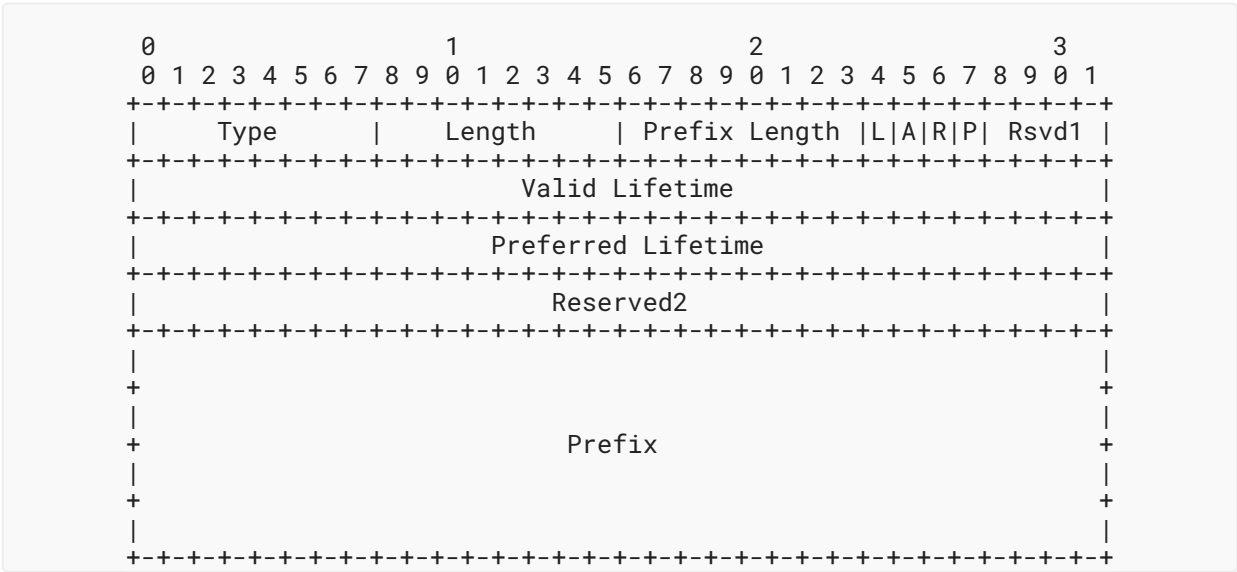 0                   1                   2                   3
 0 1 2 3 4 5 6 7 8 9 0 1 2 3 4 5 6 7 8 9 0 1 2 3 4 5 6 7 8 9 0 1
+-+-+-+-+-+-+-+-+-+-+-+-+-+-+-+-+-+-+-+-+-+-+-+-+-+-+-+-+-+-+-+-+
|     Type      |    Length     | Prefix Length |L|A|R|P| Rsvd1 |
+-+-+-+-+-+-+-+-+-+-+-+-+-+-+-+-+-+-+-+-+-+-+-+-+-+-+-+-+-+-+-+-+
|                         Valid Lifetime                        |
+-+-+-+-+-+-+-+-+-+-+-+-+-+-+-+-+-+-+-+-+-+-+-+-+-+-+-+-+-+-+-+-+
|                       Preferred Lifetime                      |
+-+-+-+-+-+-+-+-+-+-+-+-+-+-+-+-+-+-+-+-+-+-+-+-+-+-+-+-+-+-+-+-+
|                           Reserved2                           |
+-+-+-+-+-+-+-+-+-+-+-+-+-+-+-+-+-+-+-+-+-+-+-+-+-+-+-+-+-+-+-+-+
|                                                               |
+                                                               +
|                                                               |
+                            Prefix                             +
|                                                               |
+                                                               +
|                                                               |
+-+-+-+-+-+-+-+-+-+-+-+-+-+-+-+-+-+-+-+-+-+-+-+-+-+-+-+-+-+-+-+-+